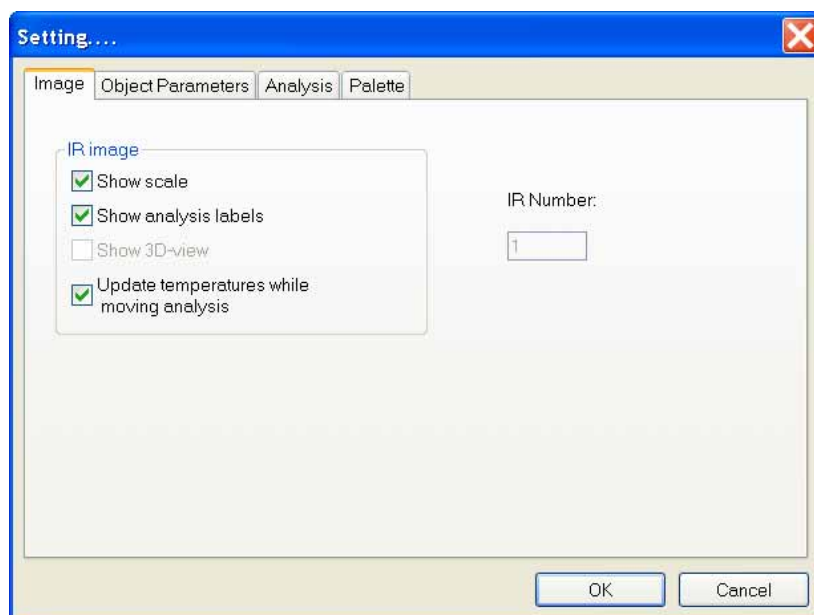 Setting....
Image Object Parameters Analysis Palette
IR image
Show scale
Show analysis labels
Show 3D-view
Update temperatures while
moving analysis
IR Number:
1
OK Cancel